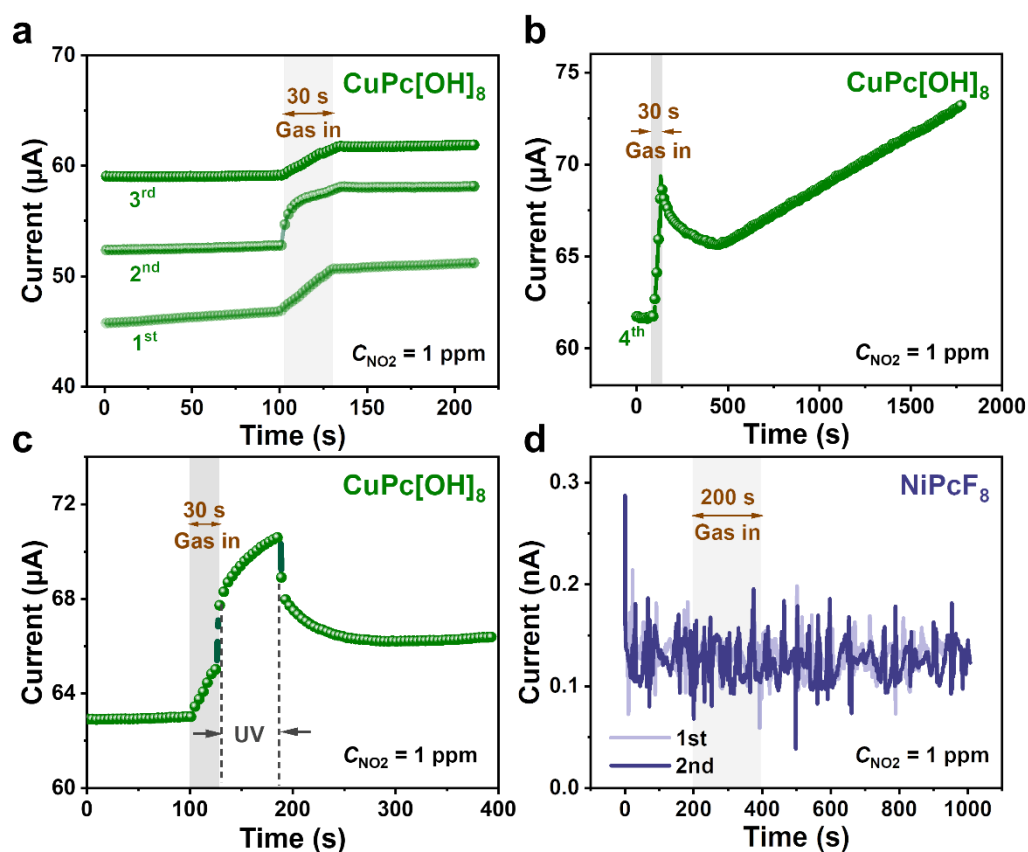 a
70
60
50
40
Current (μA)
CuPc[OH]₈
30 s
Gas in
3ʳᵈ
2ⁿᵈ
1ˢᵗ
C_NO2 = 1 ppm
0 50 100 150 200
Time (s)
b
75
70
65
60
Current (μA)
CuPc[OH]₈
30 s
Gas in
4ᵗʰ
C_NO2 = 1 ppm
0 500 1000 1500 2000
Time (s)
c
72
68
64
60
Current (μA)
CuPc[OH]₈
30 s
Gas in
UV
C_NO2 = 1 ppm
0 100 200 300 400
Time (s)
d
0.3
0.2
0.1
0.0
Current (nA)
NiPcF₈
200 s
Gas in
1st
2nd
C_NO2 = 1 ppm
0 200 400 600 800 1000
Time (s)